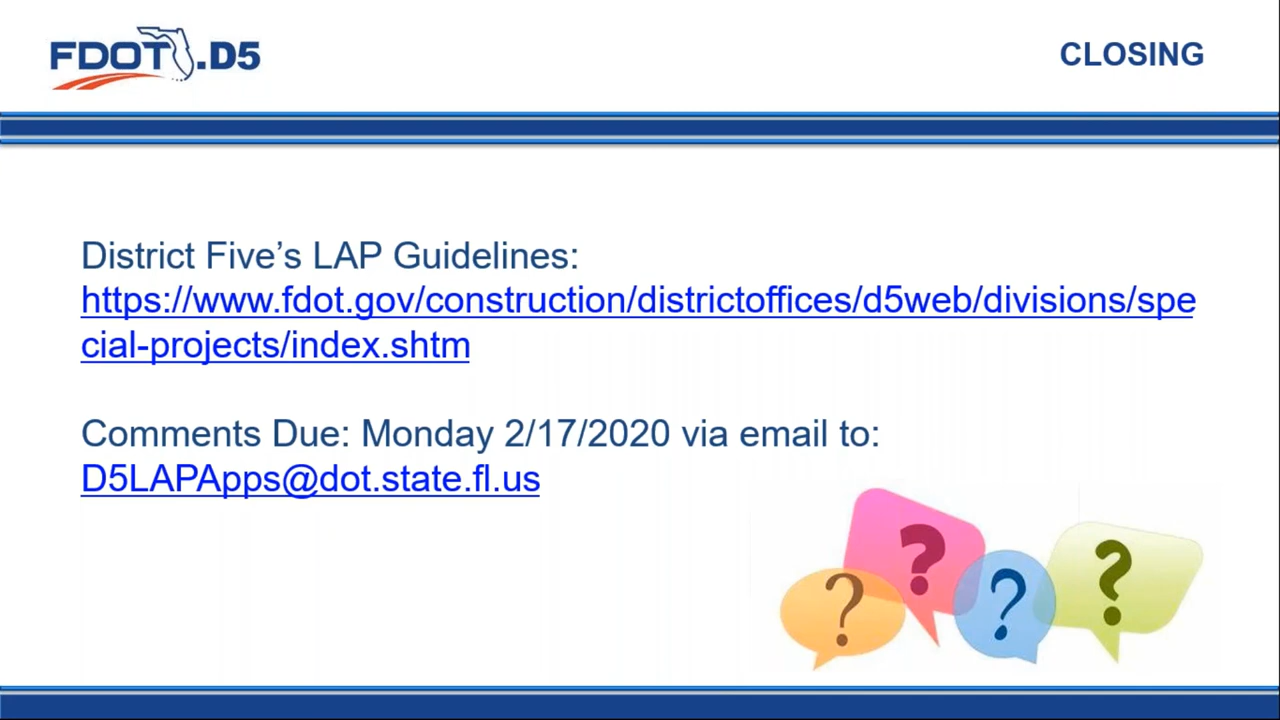 FDOT.D5
CLOSING
District Five’s LAP Guidelines:
https://www.fdot.gov/construction/districtoffices/d5web/divisions/spe
cial-projects/index.shtm
Comments Due: Monday 2/17/2020 via email to:
D5LAPApps@dot.state.fl.us
? ? ? ?